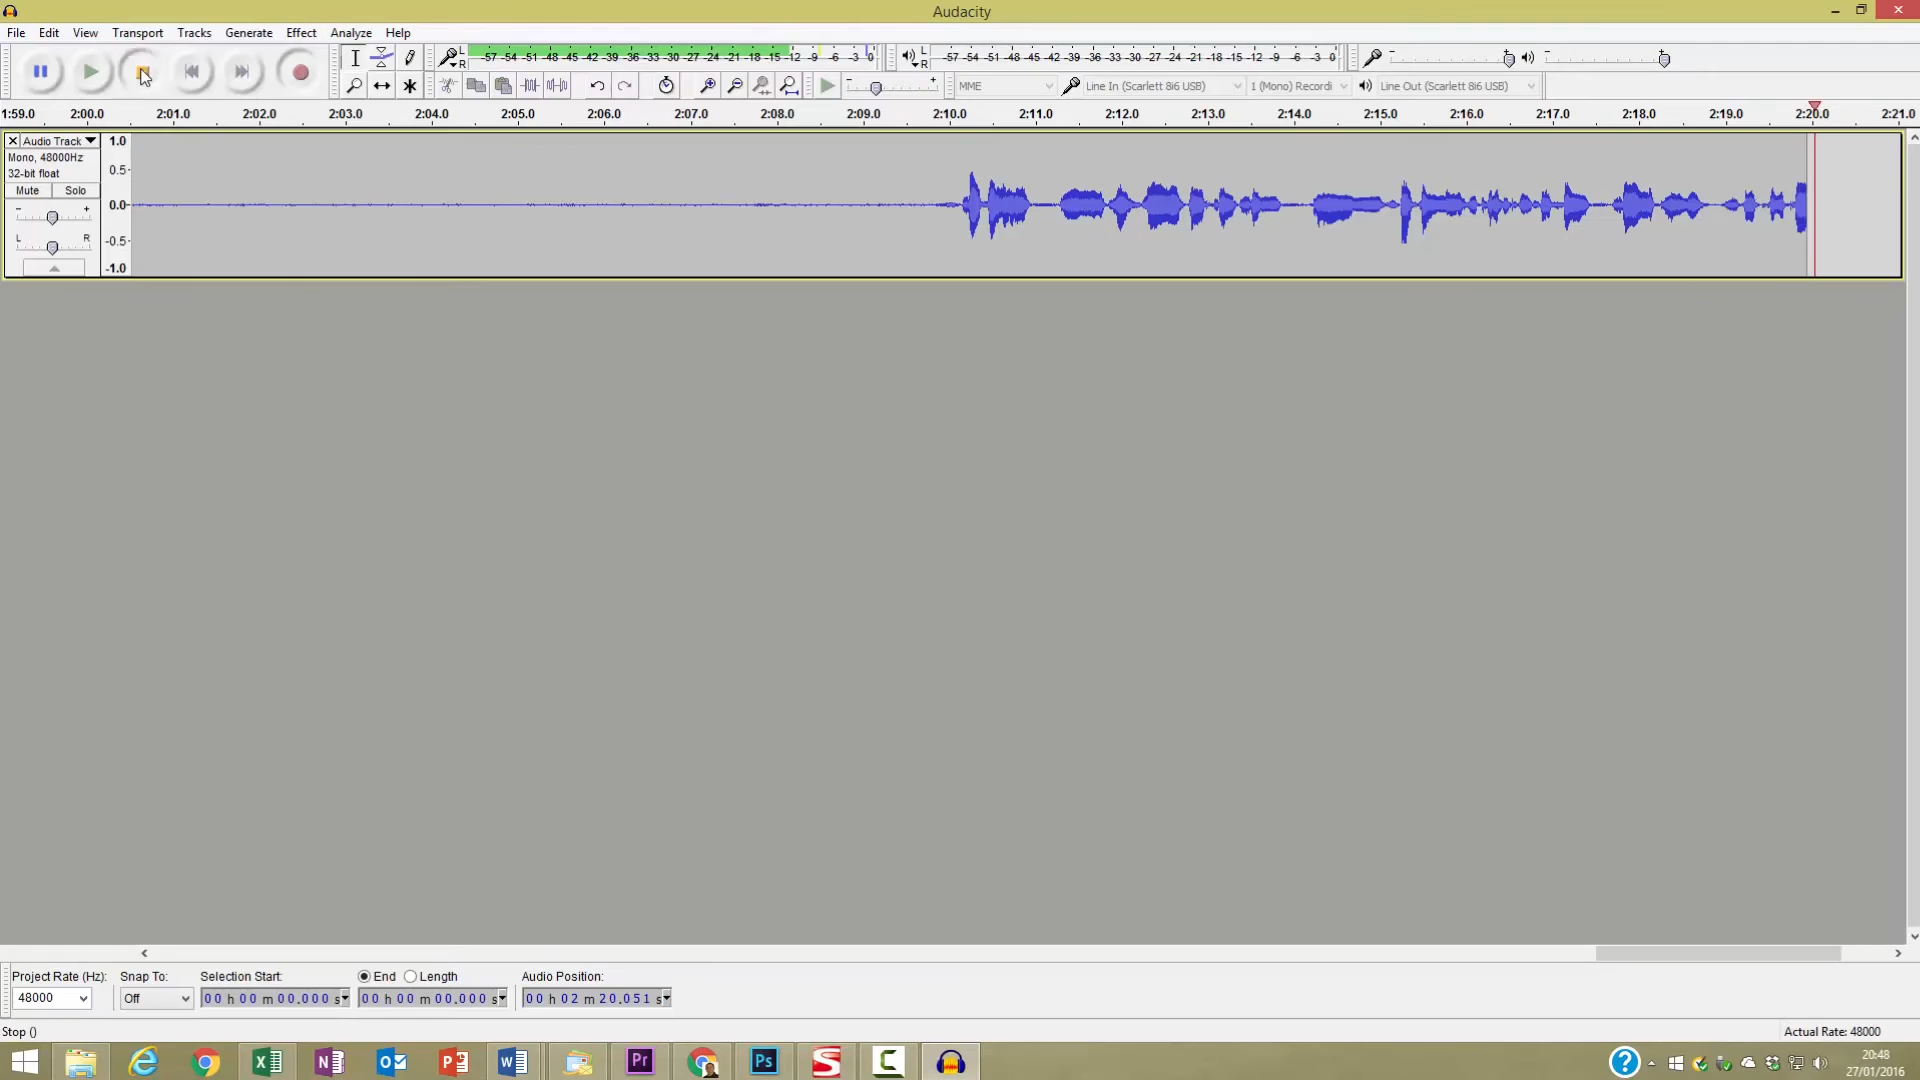 Audacity
File Edit View Transport Tracks Generate Effect Analyze Help
L R -57 -54 -51 -48 -45 -42 -39 -36 -33 -30 -27 -24 -21 -18 -15 -12 -9 -6 -3 0 L R -57 -54 -51 -48 -45 -42 -39 -36 -33 -30 -27 -24 -21 -18 -15 -12 -9 -6 -3 0
MME Line In (Scarlett 8i6 USB) 1 (Mono) Recordi Line Out (Scarlett 8i6 USB)
1:59.0 2:00.0 2:01.0 2:02.0 2:03.0 2:04.0 2:05.0 2:06.0 2:07.0 2:08.0 2:09.0 2:10.0 2:11.0 2:12.0 2:13.0 2:14.0 2:15.0 2:16.0 2:17.0 2:18.0 2:19.0 2:20.0 2:21.0
Audio Track 1.0
Mono, 48000Hz
32-bit float 0.5
Mute Solo
0.0
L R -0.5
-1.0
Project Rate (Hz): Snap To: Selection Start: End Length Audio Position:
48000 Off 00 h 00 m 00.000 s 00 h 00 m 00.000 s 00 h 02 m 20.051 s
Stop () Actual Rate: 48000
20:48
27/01/2016